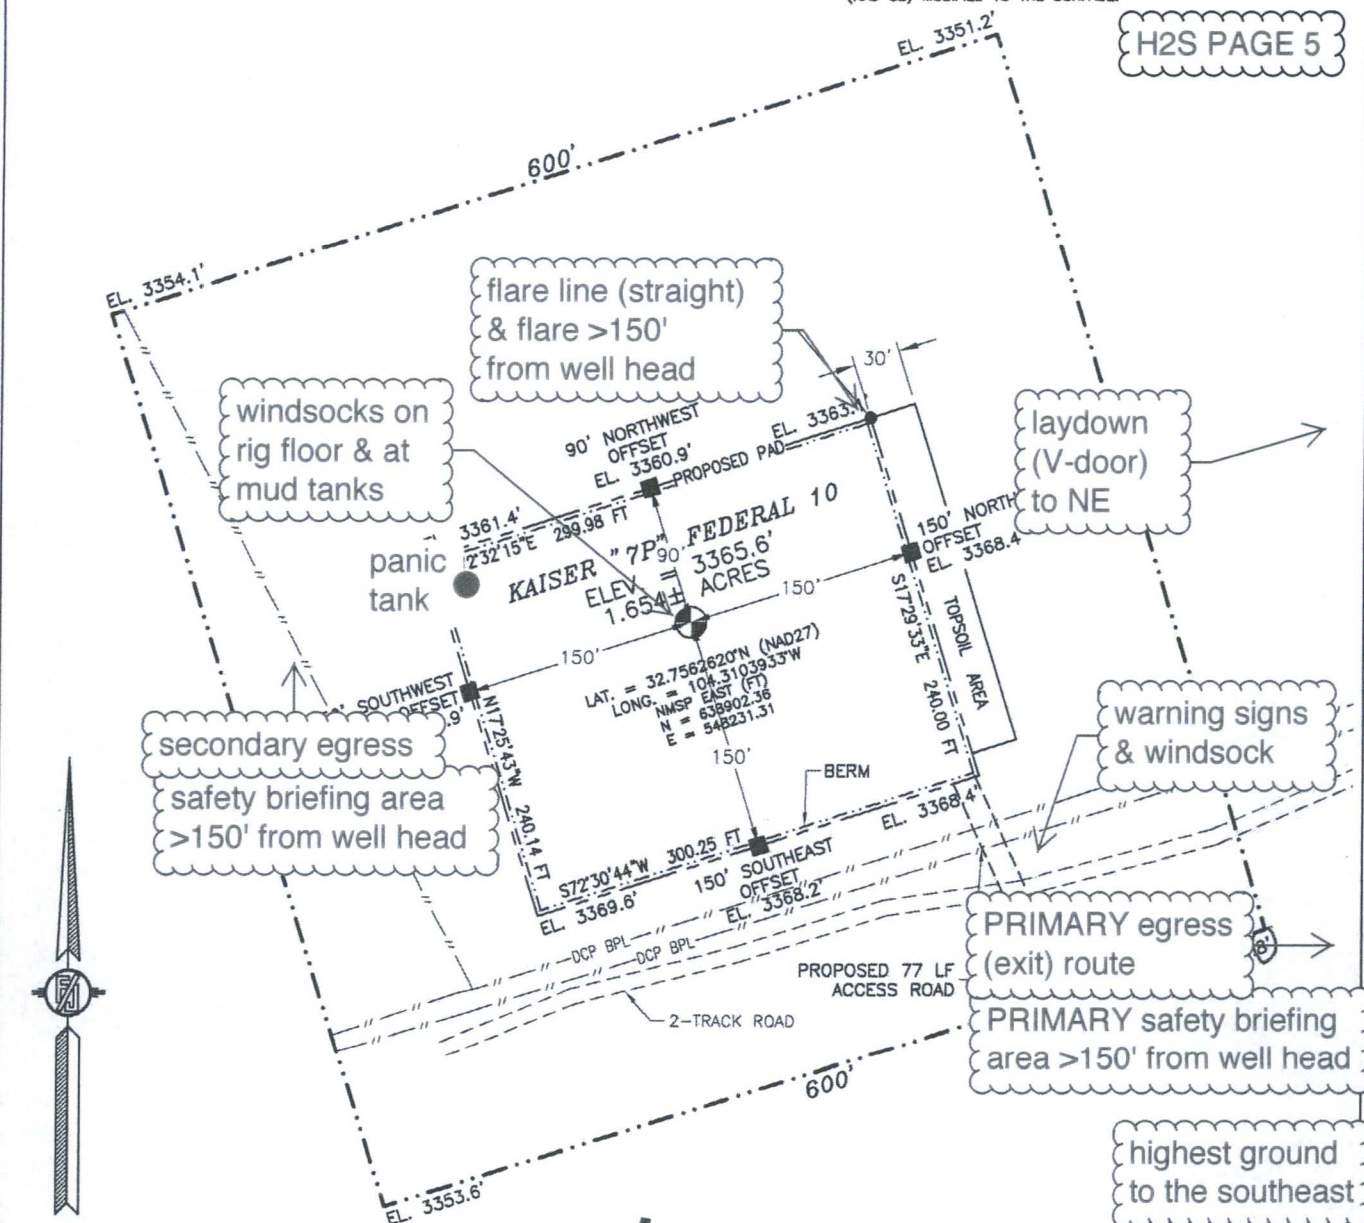 H2S PAGE 5
EL. 3351.2'
600'
EL. 3354.1'
flare line (straight)
& flare >150'
from well head
30'
windsocks on
rig floor & at
mud tanks
90' NORTHWEST
OFFSET
EL. 3360.9'
EL. 3363.1'
PROPOSED PAD
laydown
(V-door)
to NE
3361.4'
2°32'15"E 299.98 FT
panic
tank
KAISER "7P" FEDERAL 10
ELEV. = 3365.6'
1.654± ACRES
90'
150'
150'
150' NORTH
OFFSET
EL. 3368.4
S17°29'33"E 240.00 FT
TOPSOIL AREA
LAT. = 32.7562620°N (NAD27)
LONG. = 104.3103933°W
NMSP EAST (FT)
N = 638902.36
E = 548231.31
150'
SOUTHWEST
OFFSET
9'
secondary egress
safety briefing area
>150' from well head
N17°25'43"W 240.14 FT
warning signs
& windsock
BERM
EL. 3368.4'
S72°30'44"W 300.25 FT
EL. 3369.6'
150' SOUTHEAST
OFFSET
EL. 3368.2'
DCP BPL
DCP BPL
PROPOSED 77 LF
ACCESS ROAD
2-TRACK ROAD
PRIMARY egress
(exit) route
PRIMARY safety briefing
area >150' from well head
600'
highest ground
to the southeast
EL. 3353.6'